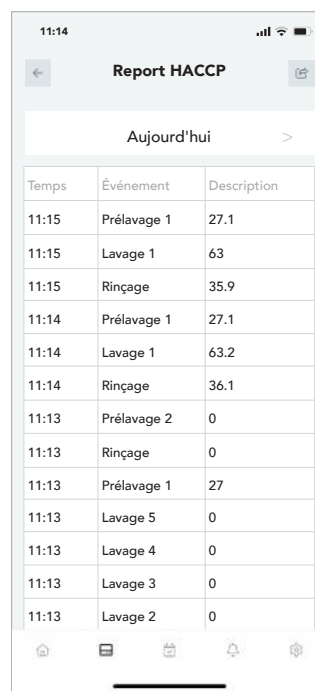 11:14
Report HACCP
Aujourd'hui >
Temps Événement Description
11:15 Prélavage 1 27.1
11:15 Lavage 1 63
11:15 Rinçage 35.9
11:14 Prélavage 1 27.1
11:14 Lavage 1 63.2
11:14 Rinçage 36.1
11:13 Prélavage 2 0
11:13 Rinçage 0
11:13 Prélavage 1 27
11:13 Lavage 5 0
11:13 Lavage 4 0
11:13 Lavage 3 0
11:13 Lavage 2 0